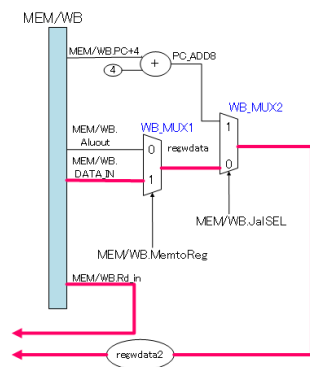 MEM/WB
MEM/WB.PC+4
PC_ADD8
4
+
WB_MUX2
MEM/WB.
Aluout
WB_MUX1
1
0
regwdata
0
MEM/WB.
DATA_IN
1
MEM/WB.JalSEL
MEM/WB.MemtoReg
MEM/WB.Rd_in
regwdata2